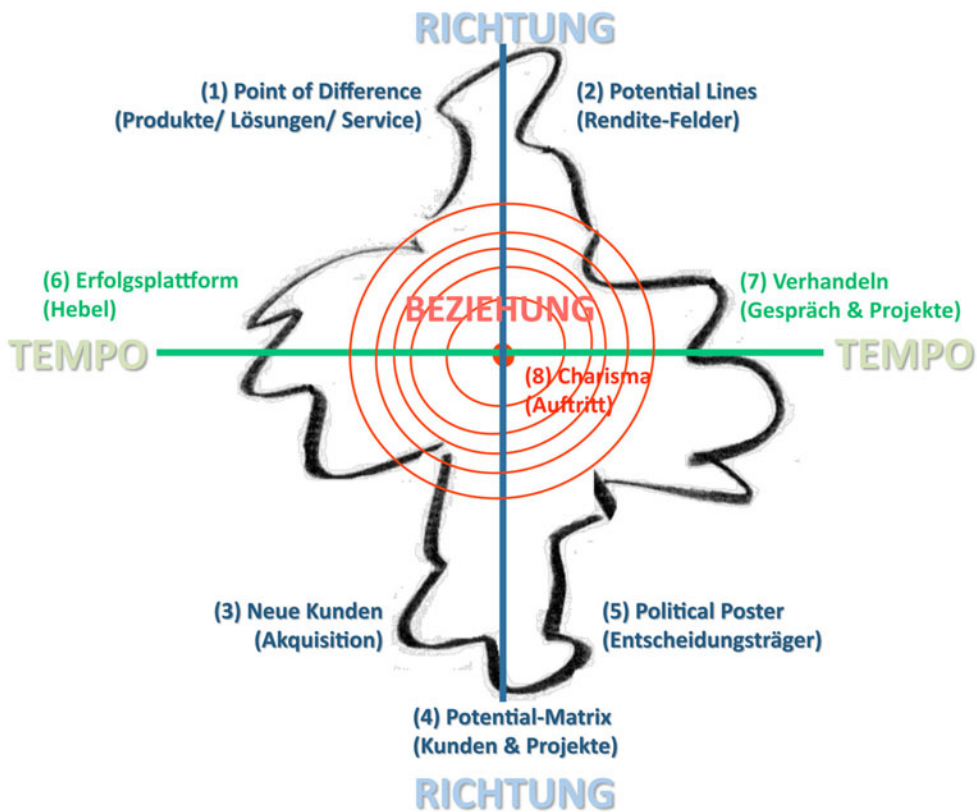 RICHTUNG
(1) Point of Difference
(Produkte/ Lösungen/ Service)
(2) Potential Lines
(Rendite-Felder)
(6) Erfolgsplattform
(Hebel)
BEZIEHUNG
(7) Verhandeln
(Gespräch & Projekte)
TEMPO
TEMPO
(8) Charisma
(Auftritt)
(3) Neue Kunden
(Akquisition)
(5) Political Poster
(Entscheidungsträger)
(4) Potential-Matrix
(Kunden & Projekte)
RICHTUNG